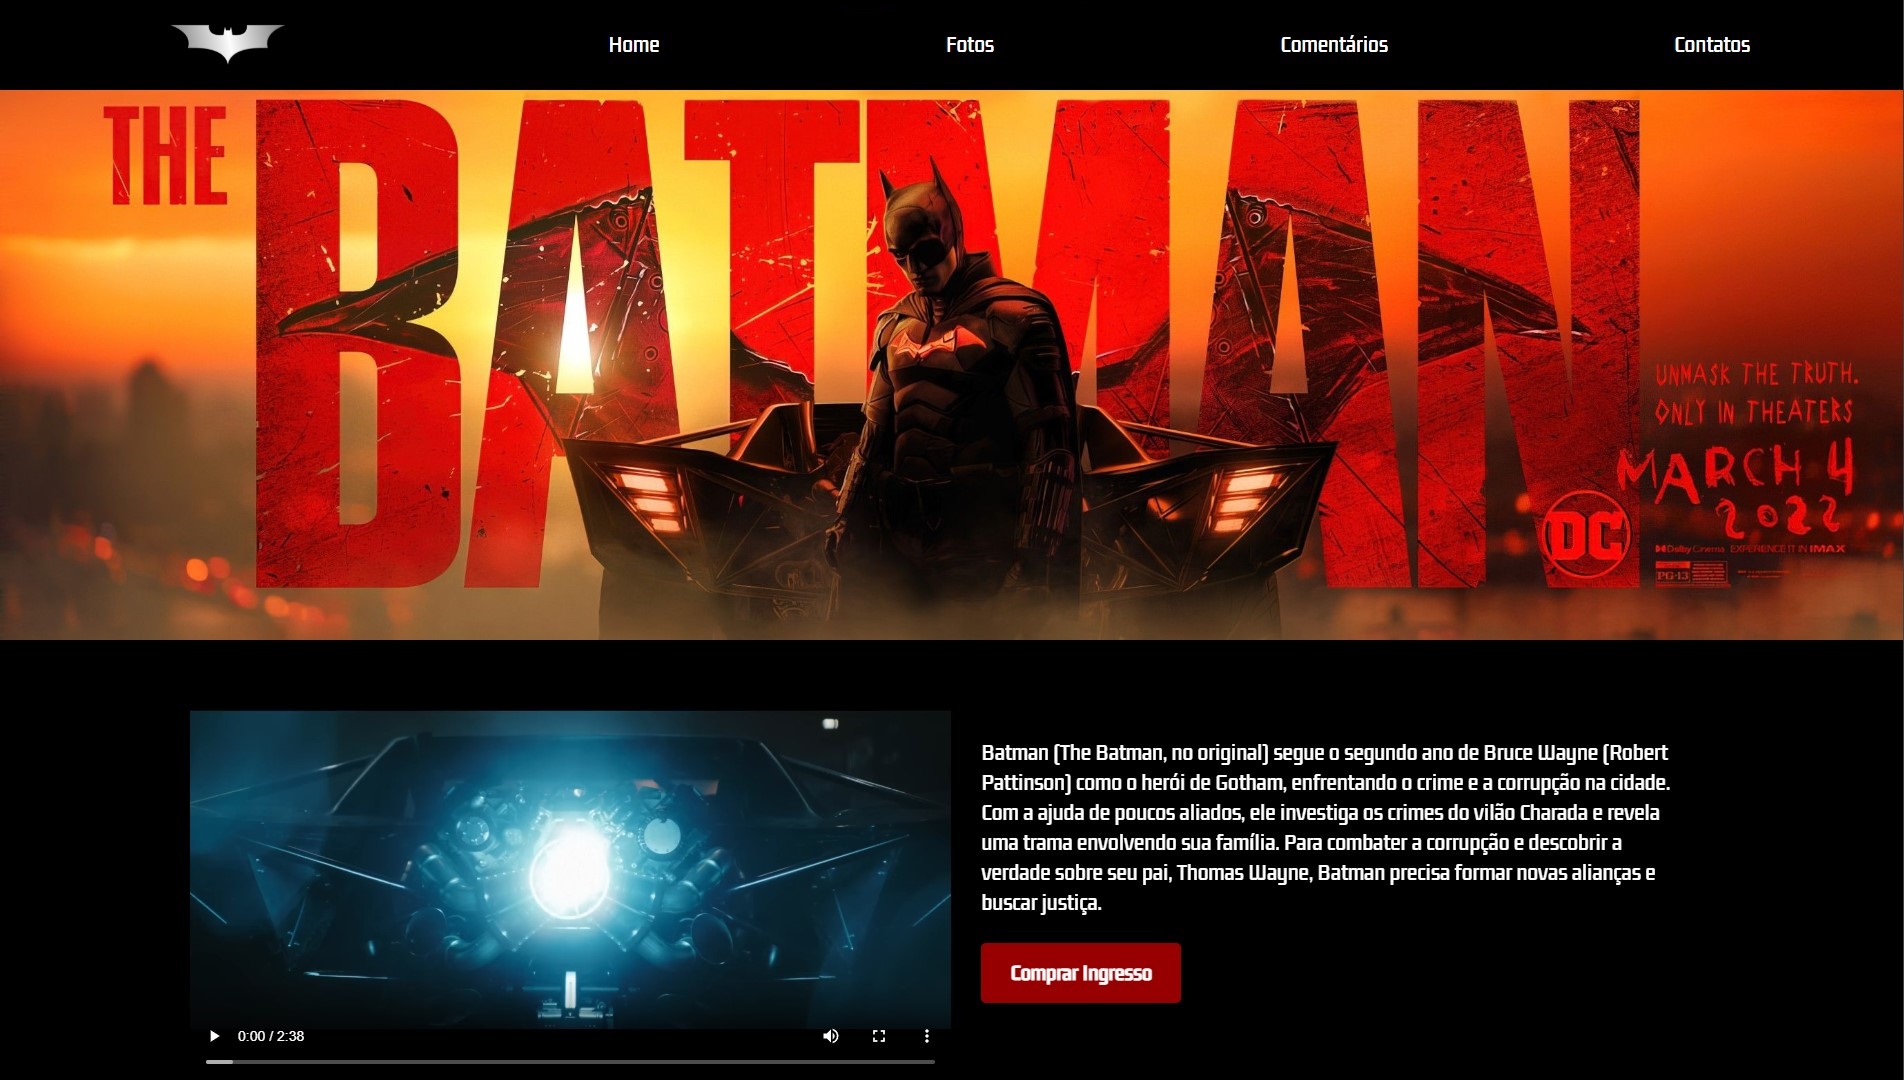 Home
Fotos
Comentários
Contatos
THE BATMAN
UNMASK THE TRUTH.
ONLY IN THEATERS
MARCH 4
2022
DC
Dolby Cinema EXPERIENCE IT IN IMAX
PG-13
Batman (The Batman, no original) segue o segundo ano de Bruce Wayne (Robert
Pattinson) como o herói de Gotham, enfrentando o crime e a corrupção na cidade.
Com a ajuda de poucos aliados, ele investiga os crimes do vilão Charada e revela
uma trama envolvendo sua família. Para combater a corrupção e descobrir a
verdade sobre seu pai, Thomas Wayne, Batman precisa formar novas alianças e
buscar justiça.
Comprar Ingresso
0:00 / 2:38